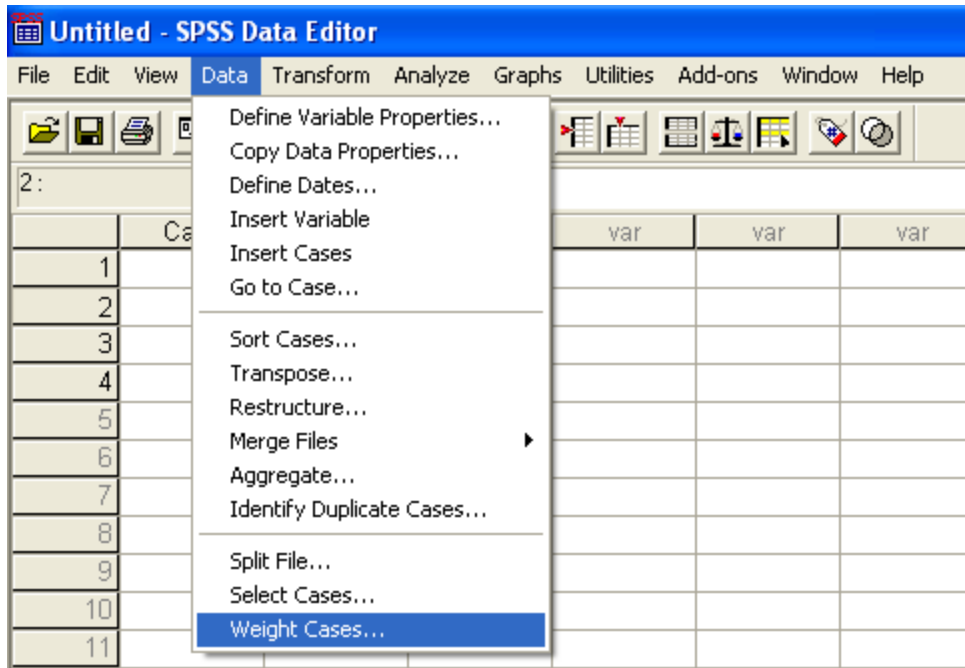 SPSS
Untitled - SPSS Data Editor
File Edit View Data Transform Analyze Graphs Utilities Add-ons Window Help
Define Variable Properties...
Copy Data Properties...
Define Dates...
Insert Variable
Insert Cases
Go to Case...
Sort Cases...
Transpose...
Restructure...
Merge Files
Aggregate...
Identify Duplicate Cases...
Split File...
Select Cases...
Weight Cases...
2:
Ca var var var
1
2
3
4
5
6
7
8
9
10
11